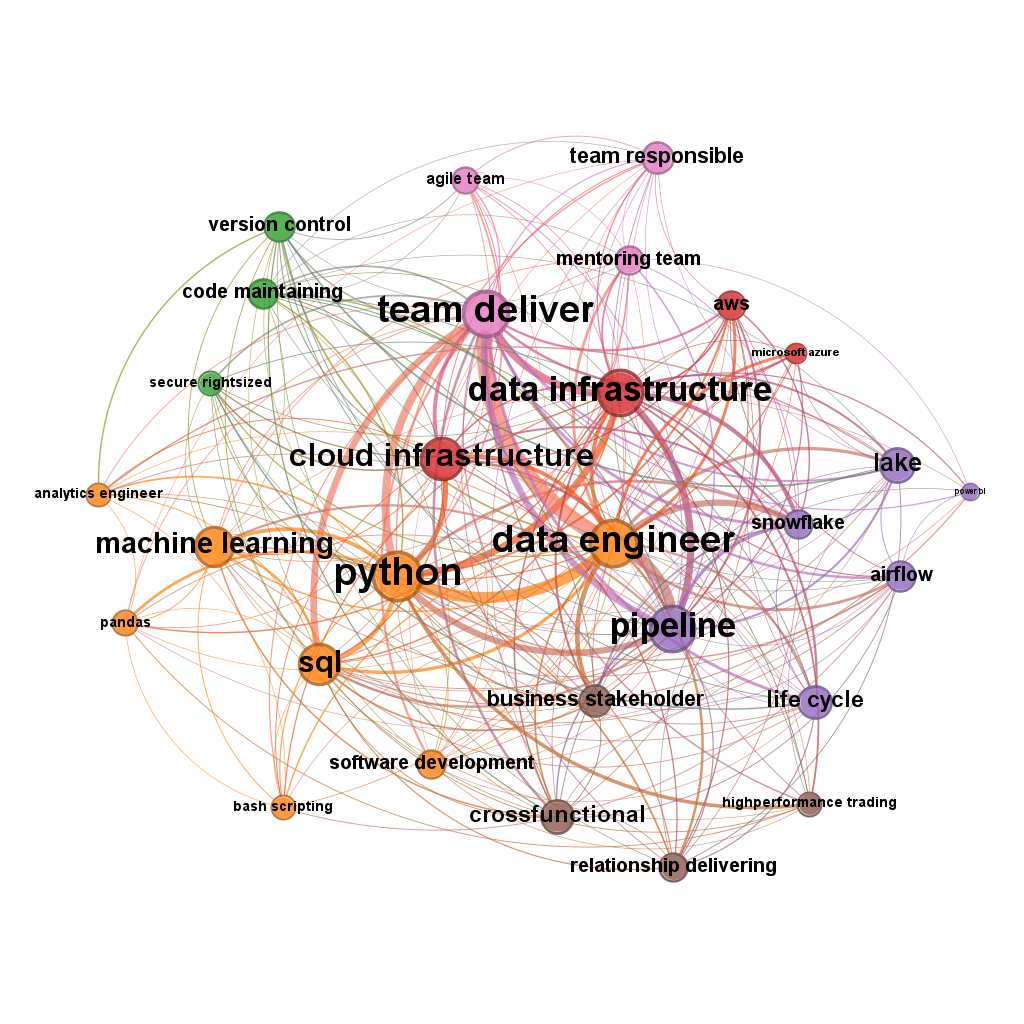 team responsible
agile team
version control
mentoring team
code maintaining
team deliver
aws
microsoft azure
secure rightsized
data infrastructure
cloud infrastructure
lake
analytics engineer
powerbi
snowflake
machine learning
data engineer
python
airflow
pandas
pipeline
sql
business stakeholder
life cycle
software development
bash scripting
highperformance trading
crossfunctional
relationship delivering